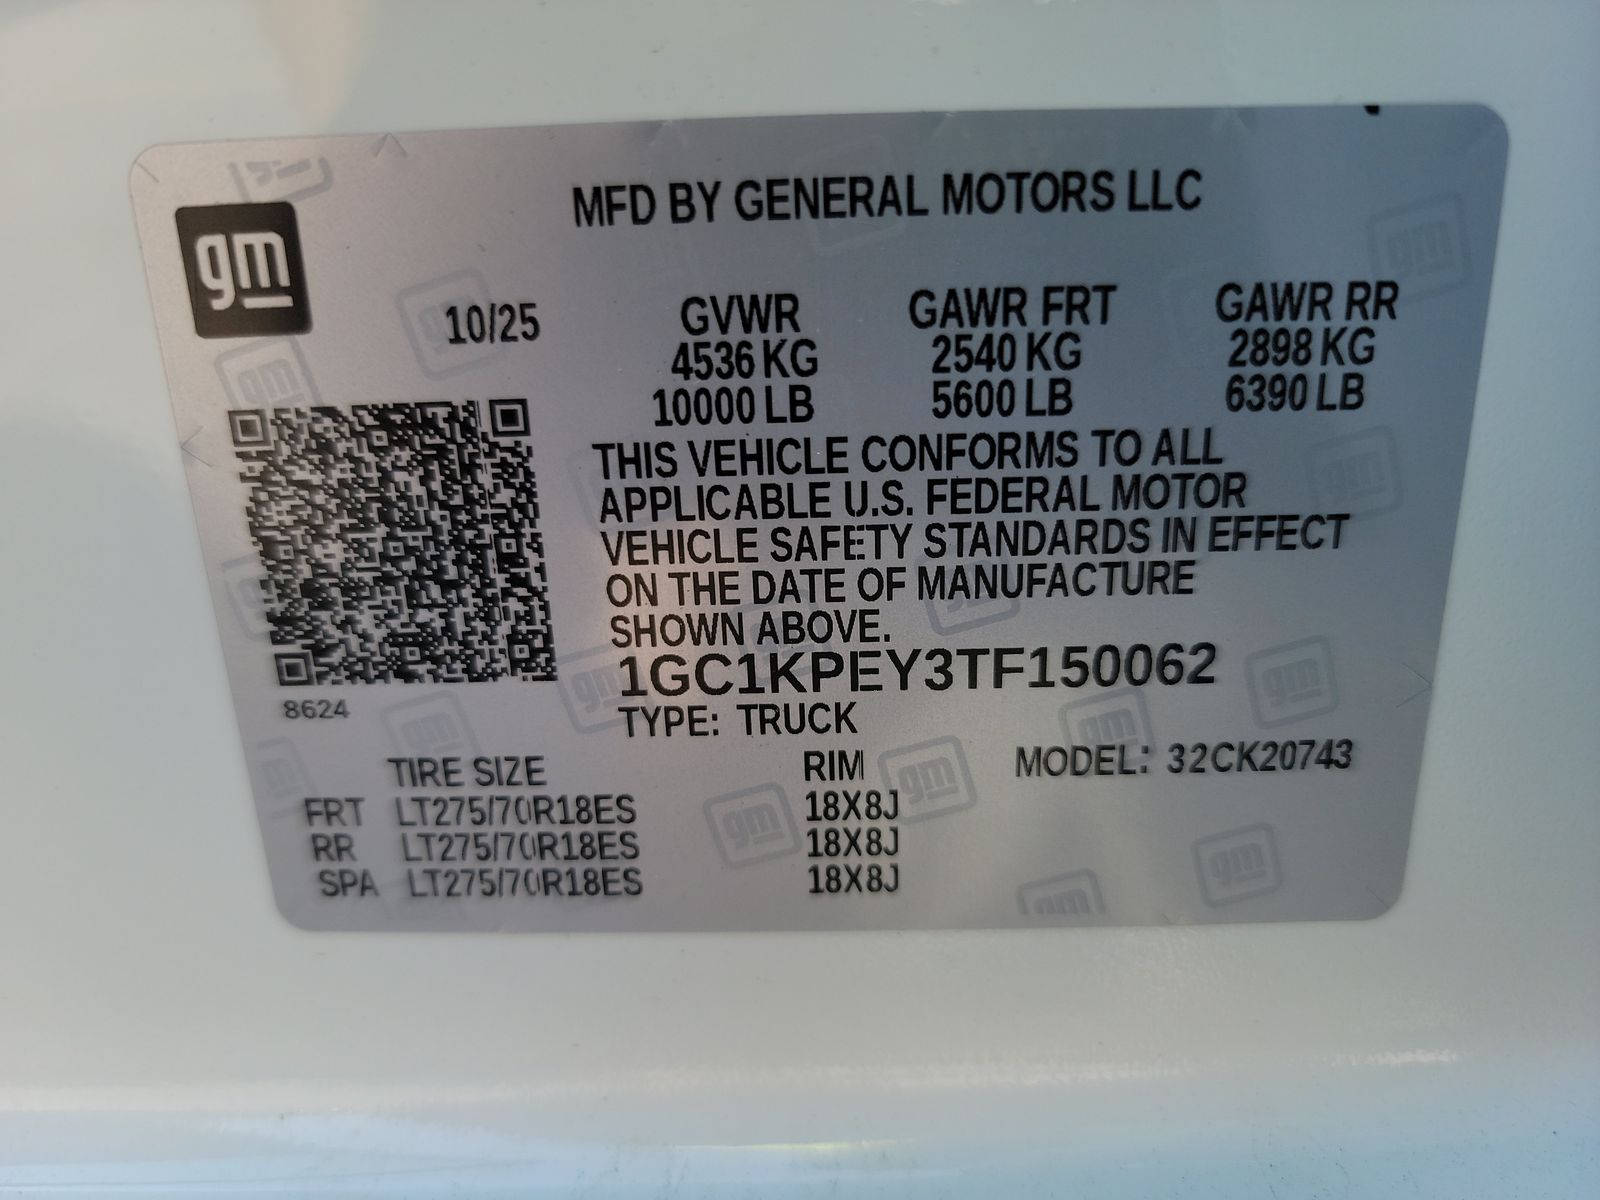 gm
MFD BY GENERAL MOTORS LLC
10/25
GVWR GAWR FRT GAWR RR
4536 KG 2540 KG 2898 KG
10000 LB 5600 LB 6390 LB
THIS VEHICLE CONFORMS TO ALL
APPLICABLE U.S. FEDERAL MOTOR
VEHICLE SAFETY STANDARDS IN EFFECT
ON THE DATE OF MANUFACTURE
SHOWN ABOVE.
1GC1KPEY3TF150062
8624
TYPE: TRUCK
TIRE SIZE RIM MODEL: 32CK20743
FRT LT275/70R18ES 18X8J
RR LT275/70R18ES 18X8J
SPA LT275/70R18ES 18X8J